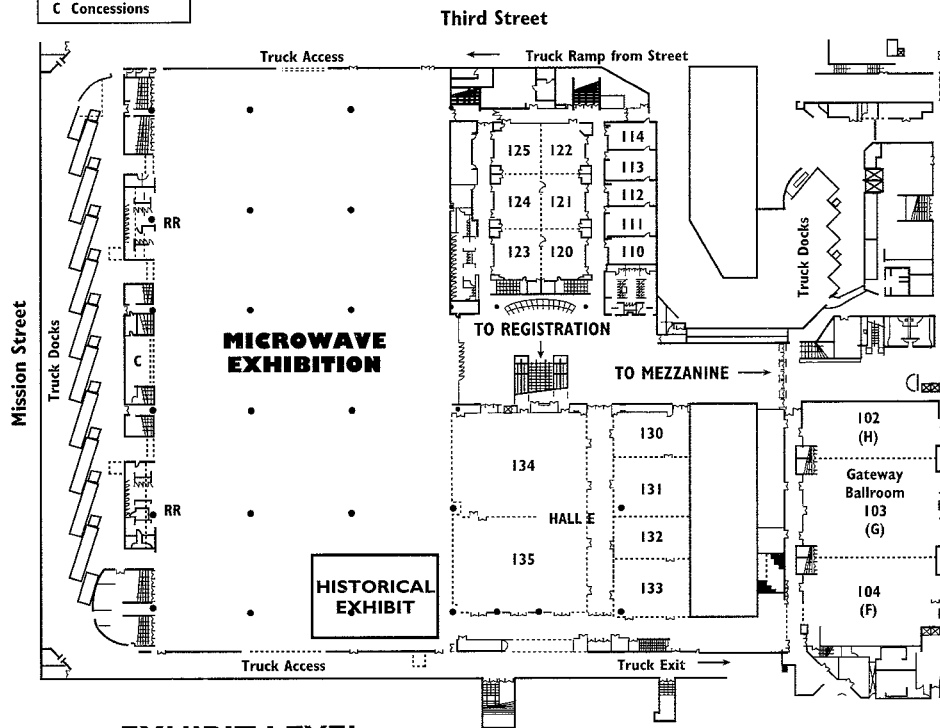 C Concessions
Third Street
Truck Access
Truck Ramp from Street
125
122
114
113
124
121
112
111
123
120
110
RR
Truck Docks
TO REGISTRATION
MICROWAVE
EXHIBITION
C
Mission Street
Truck Docks
TO MEZZANINE
102
(H)
130
134
131
Gateway
Ballroom
103
(G)
RR
HALL E
132
135
133
104
(F)
HISTORICAL
EXHIBIT
Truck Access
Truck Exit
EXHIBIT LEVEL